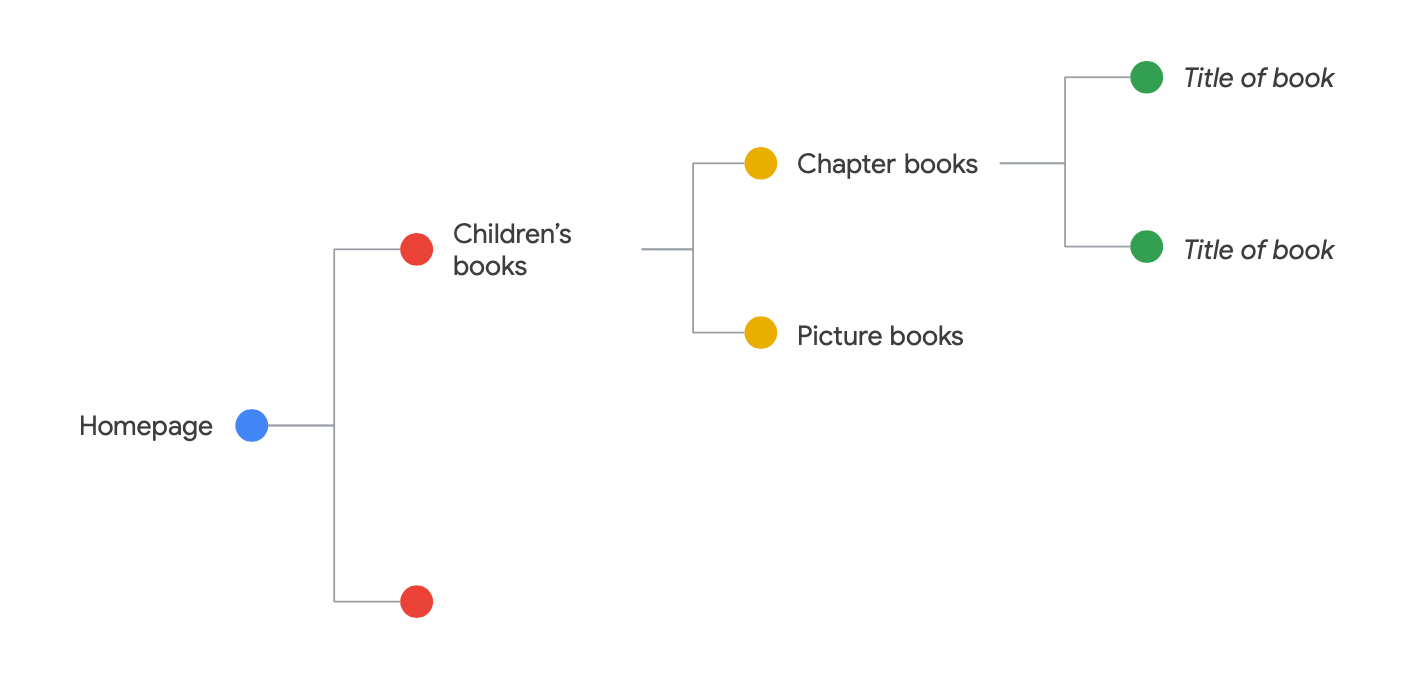 Title of book
Chapter books
Title of book
Children’s
books
Picture books
Homepage